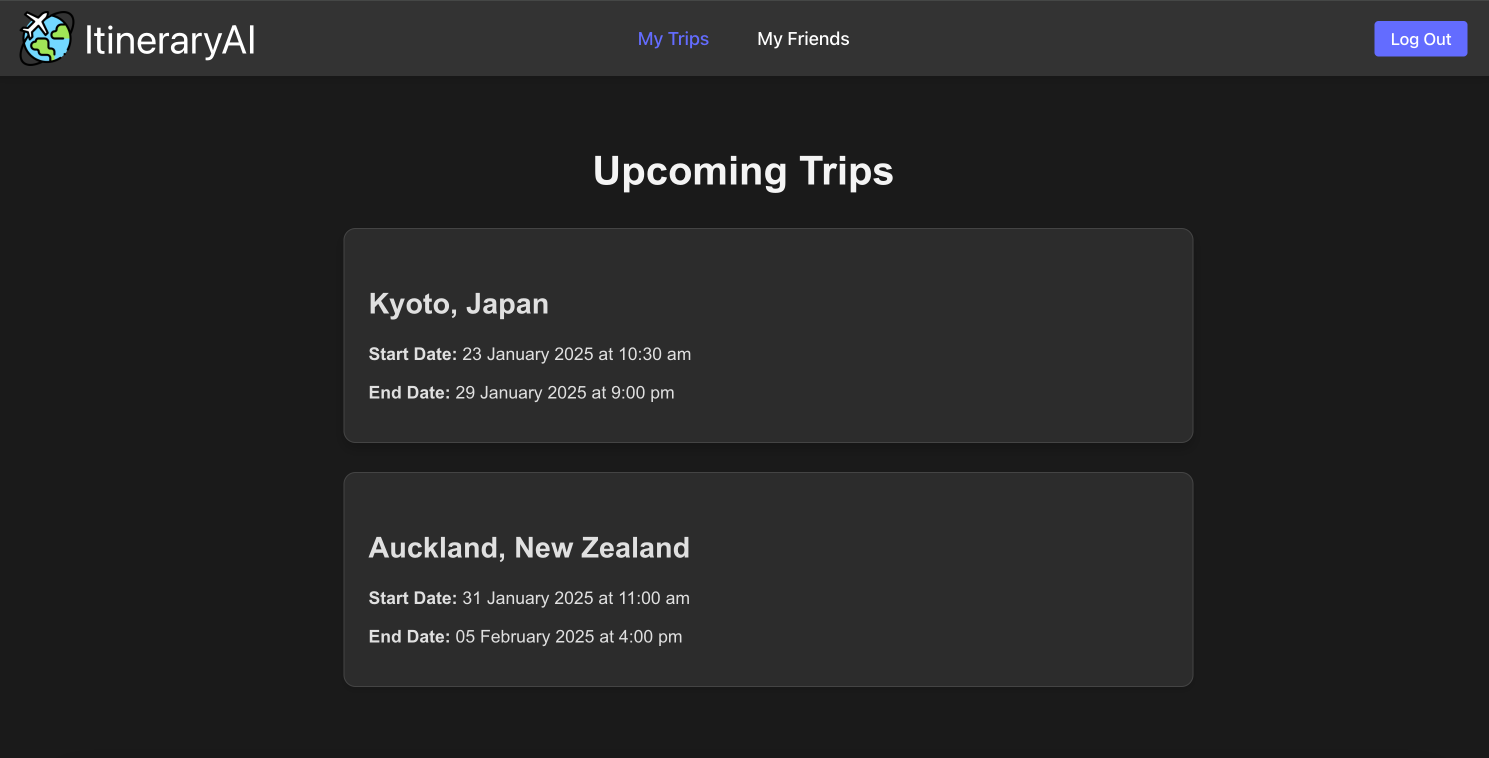 ItineraryAI
My Trips
My Friends
Log Out
Upcoming Trips
Kyoto, Japan
Start Date: 23 January 2025 at 10:30 am
End Date: 29 January 2025 at 9:00 pm
Auckland, New Zealand
Start Date: 31 January 2025 at 11:00 am
End Date: 05 February 2025 at 4:00 pm